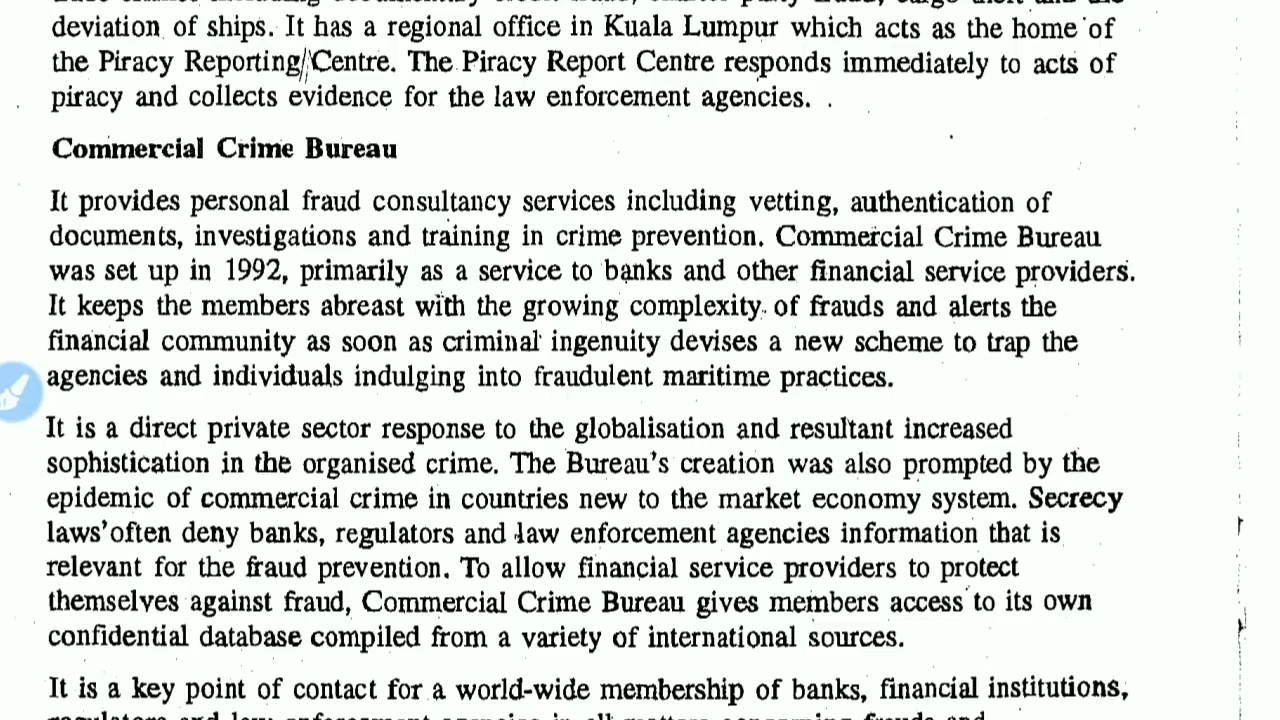 deviation of ships. It has a regional office in Kuala Lumpur which acts as the home of
the Piracy Reporting Centre. The Piracy Report Centre responds immediately to acts of
piracy and collects evidence for the law enforcement agencies. .
Commercial Crime Bureau
It provides personal fraud consultancy services including vetting, authentication of
documents, investigations and training in crime prevention. Commercial Crime Bureau
was set up in 1992, primarily as a service to banks and other financial service providers.
It keeps the members abreast with the growing complexity of frauds and alerts the
financial community as soon as criminal ingenuity devises a new scheme to trap the
agencies and individuals indulging into fraudulent maritime practices.
It is a direct private sector response to the globalisation and resultant increased
sophistication in the organised crime. The Bureau's creation was also prompted by the
epidemic of commercial crime in countries new to the market economy system. Secrecy
laws often deny banks, regulators and law enforcement agencies information that is
relevant for the fraud prevention. To allow financial service providers to protect
themselves against fraud, Commercial Crime Bureau gives members access to its own
confidential database compiled from a variety of international sources.
It is a key point of contact for a world-wide membership of banks, financial institutions,